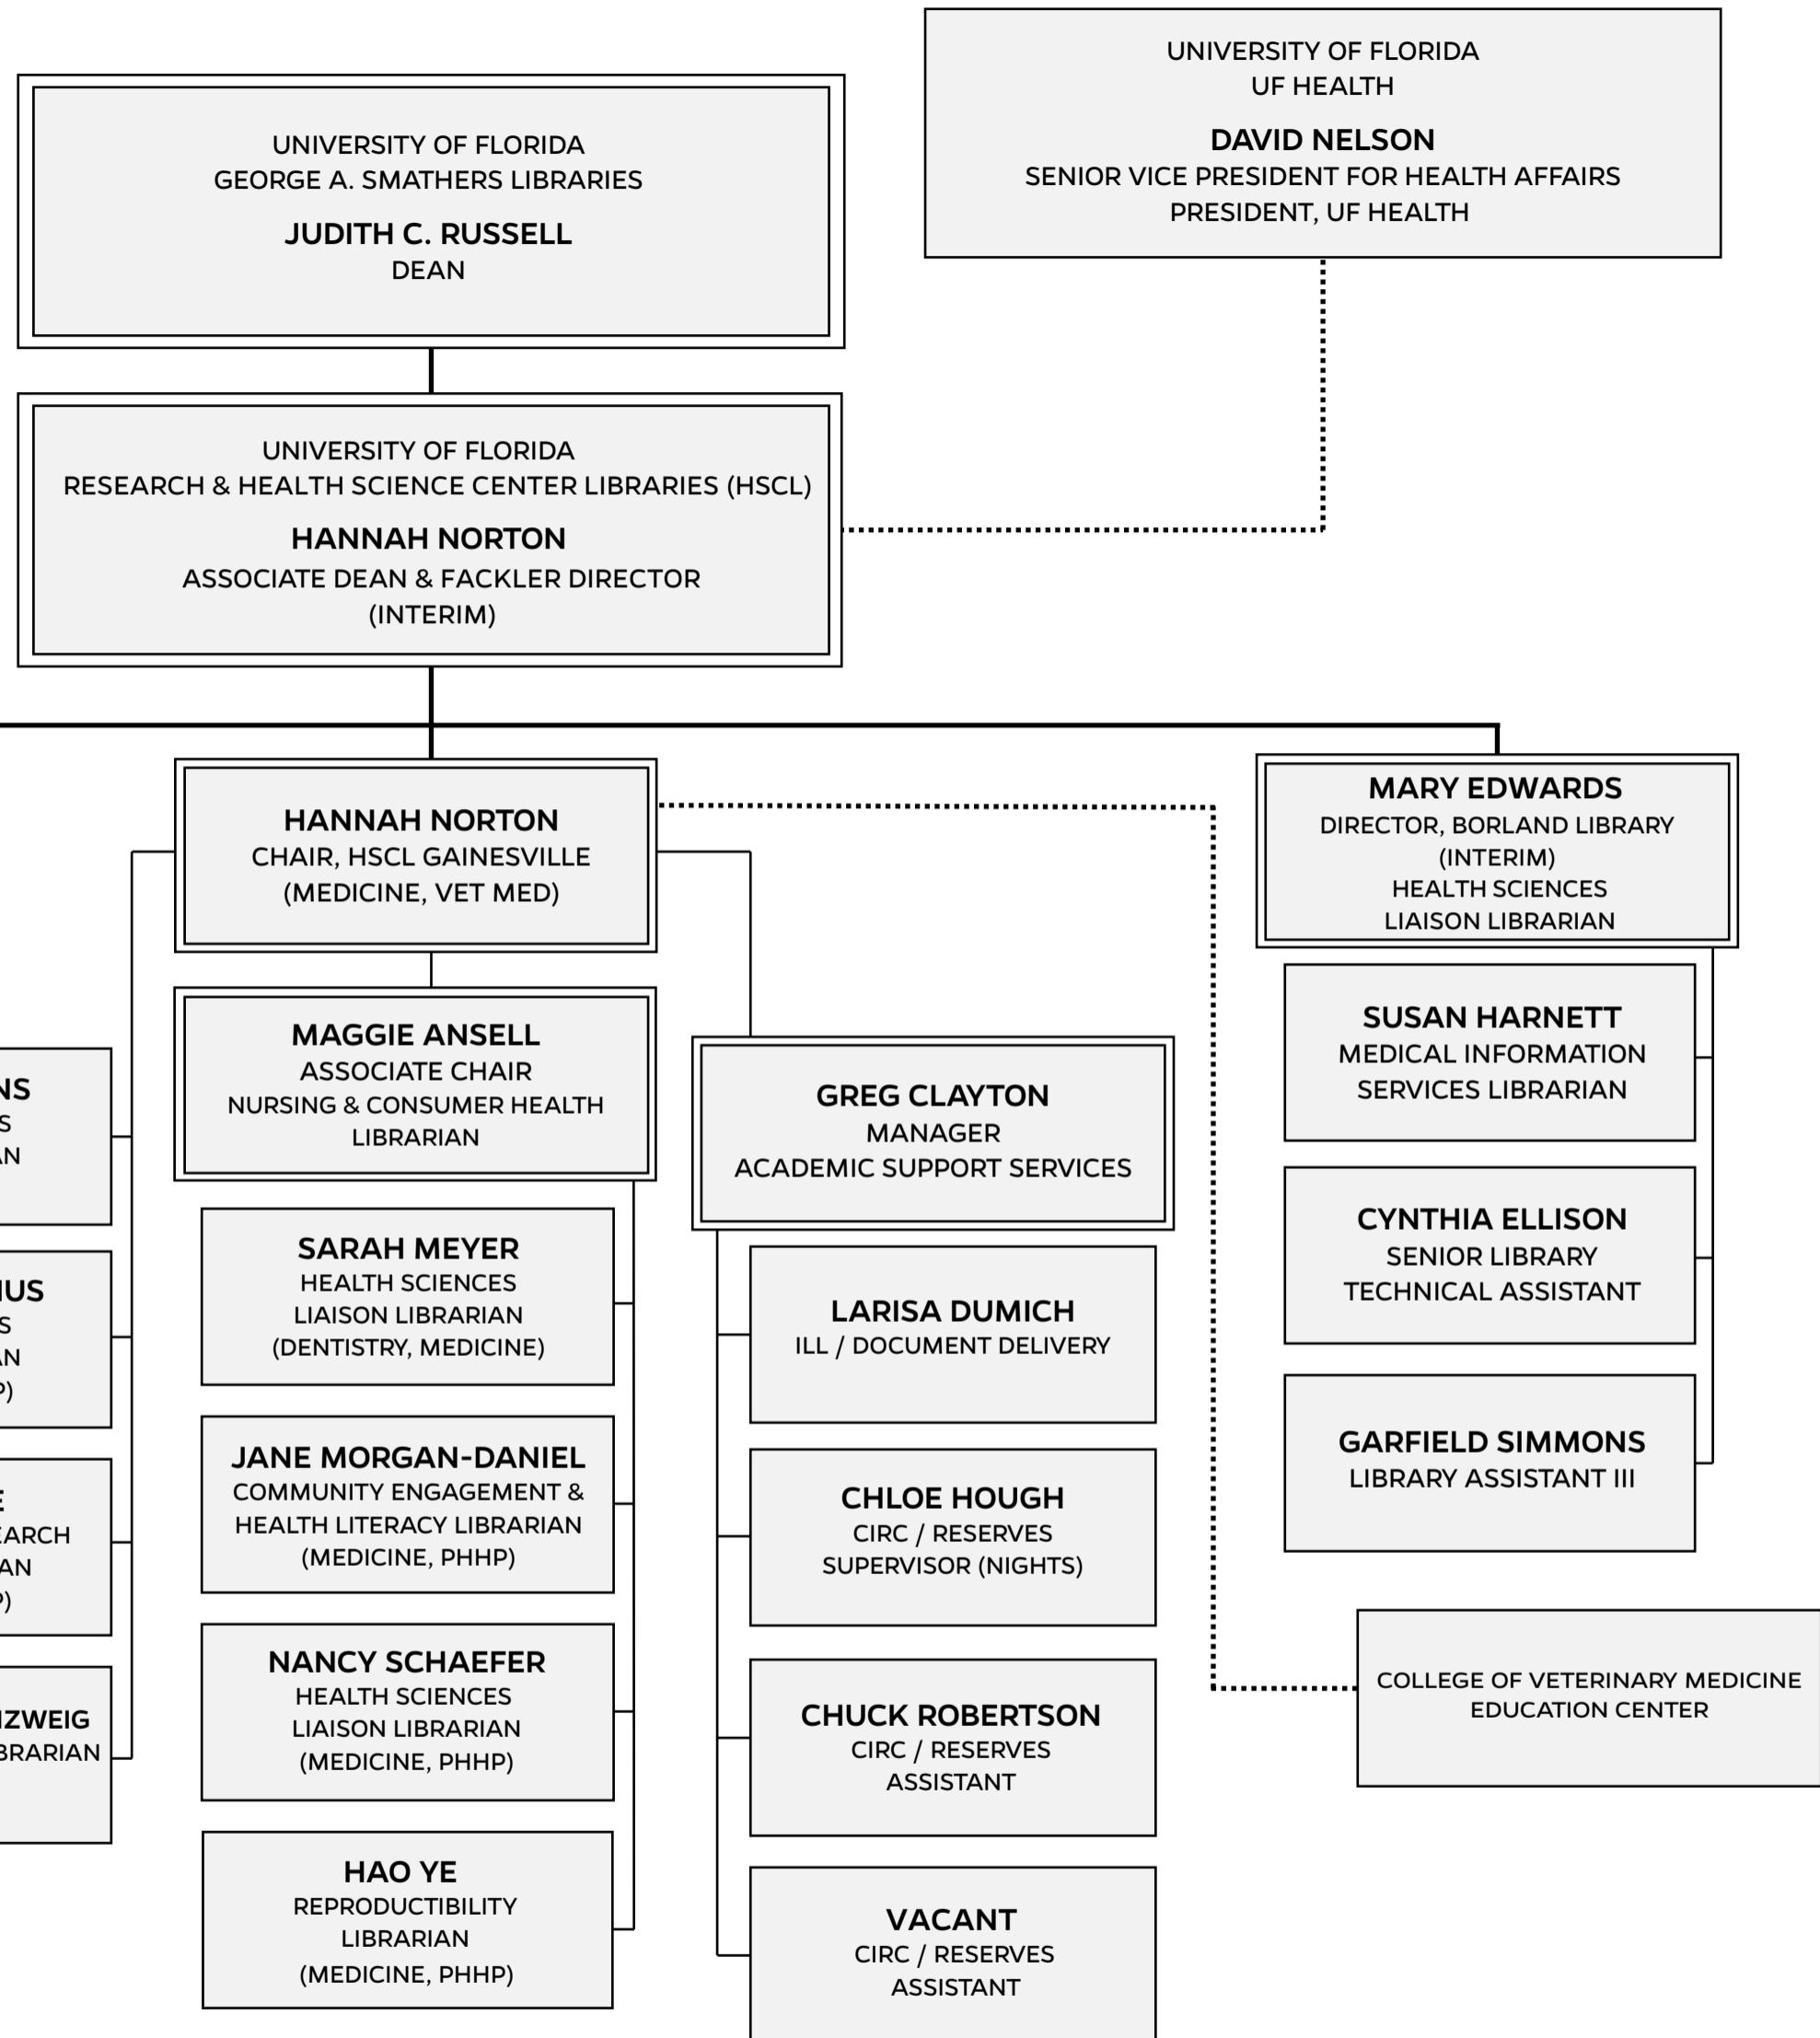 UNIVERSITY OF FLORIDA
GEORGE A. SMATHERS LIBRARIES
JUDITH C. RUSSELL
DEAN
UNIVERSITY OF FLORIDA
UF HEALTH
DAVID NELSON
SENIOR VICE PRESIDENT FOR HEALTH AFFAIRS
PRESIDENT, UF HEALTH
UNIVERSITY OF FLORIDA
RESEARCH & HEALTH SCIENCE CENTER LIBRARIES (HSCL)
HANNAH NORTON
ASSOCIATE DEAN & FACKLER DIRECTOR
(INTERIM)
HANNAH NORTON
CHAIR, HSCL GAINESVILLE
(MEDICINE, VET MED)
MAGGIE ANSELL
ASSOCIATE CHAIR
NURSING & CONSUMER HEALTH
LIBRARIAN
SARAH MEYER
HEALTH SCIENCES
LIAISON LIBRARIAN
(DENTISTRY, MEDICINE)
JANE MORGAN-DANIEL
COMMUNITY ENGAGEMENT &
HEALTH LITERACY LIBRARIAN
(MEDICINE, PHHP)
NANCY SCHAEFER
HEALTH SCIENCES
LIAISON LIBRARIAN
(MEDICINE, PHHP)
HAO YE
REPRODUCTIBILITY
LIBRARIAN
(MEDICINE, PHHP)
GREG CLAYTON
MANAGER
ACADEMIC SUPPORT SERVICES
LARISA DUMICH
ILL / DOCUMENT DELIVERY
CHLOE HOUGH
CIRC / RESERVES
SUPERVISOR (NIGHTS)
CHUCK ROBERTSON
CIRC / RESERVES
ASSISTANT
VACANT
CIRC / RESERVES
ASSISTANT
MARY EDWARDS
DIRECTOR, BORLAND LIBRARY
(INTERIM)
HEALTH SCIENCES
LIAISON LIBRARIAN
SUSAN HARNETT
MEDICAL INFORMATION
SERVICES LIBRARIAN
CYNTHIA ELLISON
SENIOR LIBRARY
TECHNICAL ASSISTANT
GARFIELD SIMMONS
LIBRARY ASSISTANT III
COLLEGE OF VETERINARY MEDICINE
EDUCATION CENTER